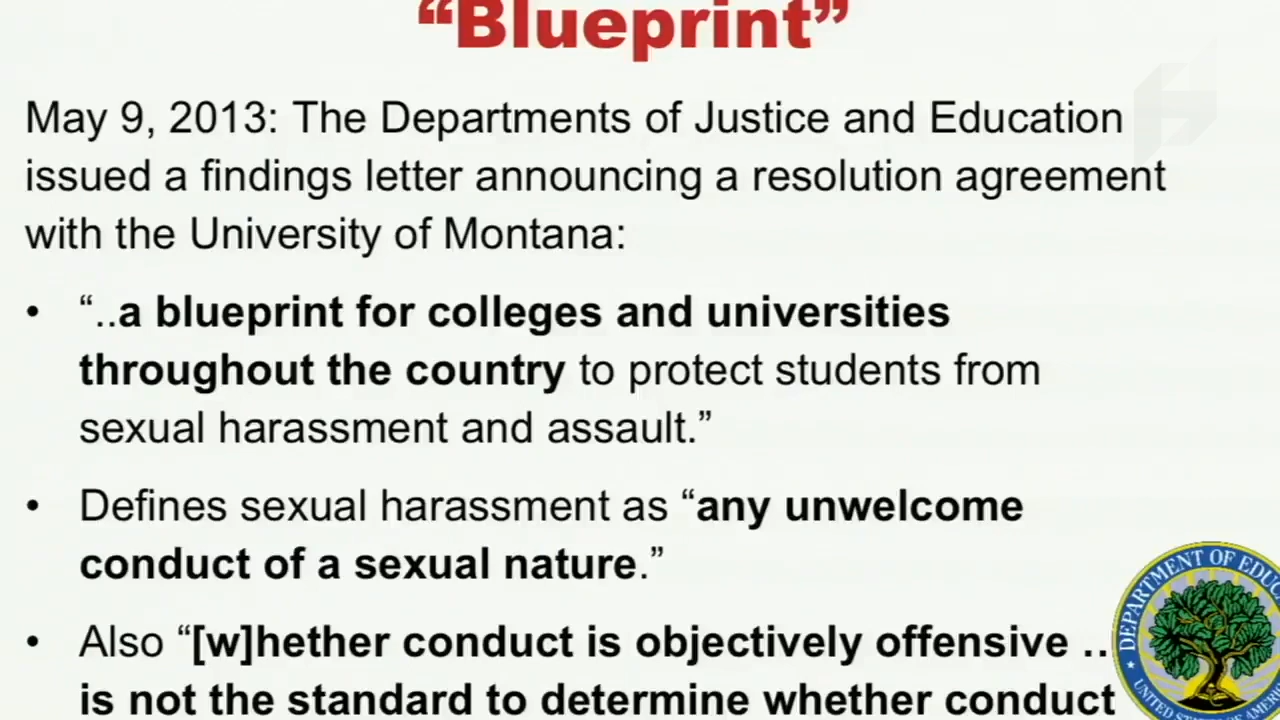 “Blueprint”
May 9, 2013: The Departments of Justice and Education
issued a findings letter announcing a resolution agreement
with the University of Montana:
• “..a blueprint for colleges and universities
throughout the country to protect students from
sexual harassment and assault.”
• Defines sexual harassment as “any unwelcome
conduct of a sexual nature.”
• Also “[w]hether conduct is objectively offensive ..
is not the standard to determine whether conduct
DEPARTMENT OF EDUCA
UNITED STATES